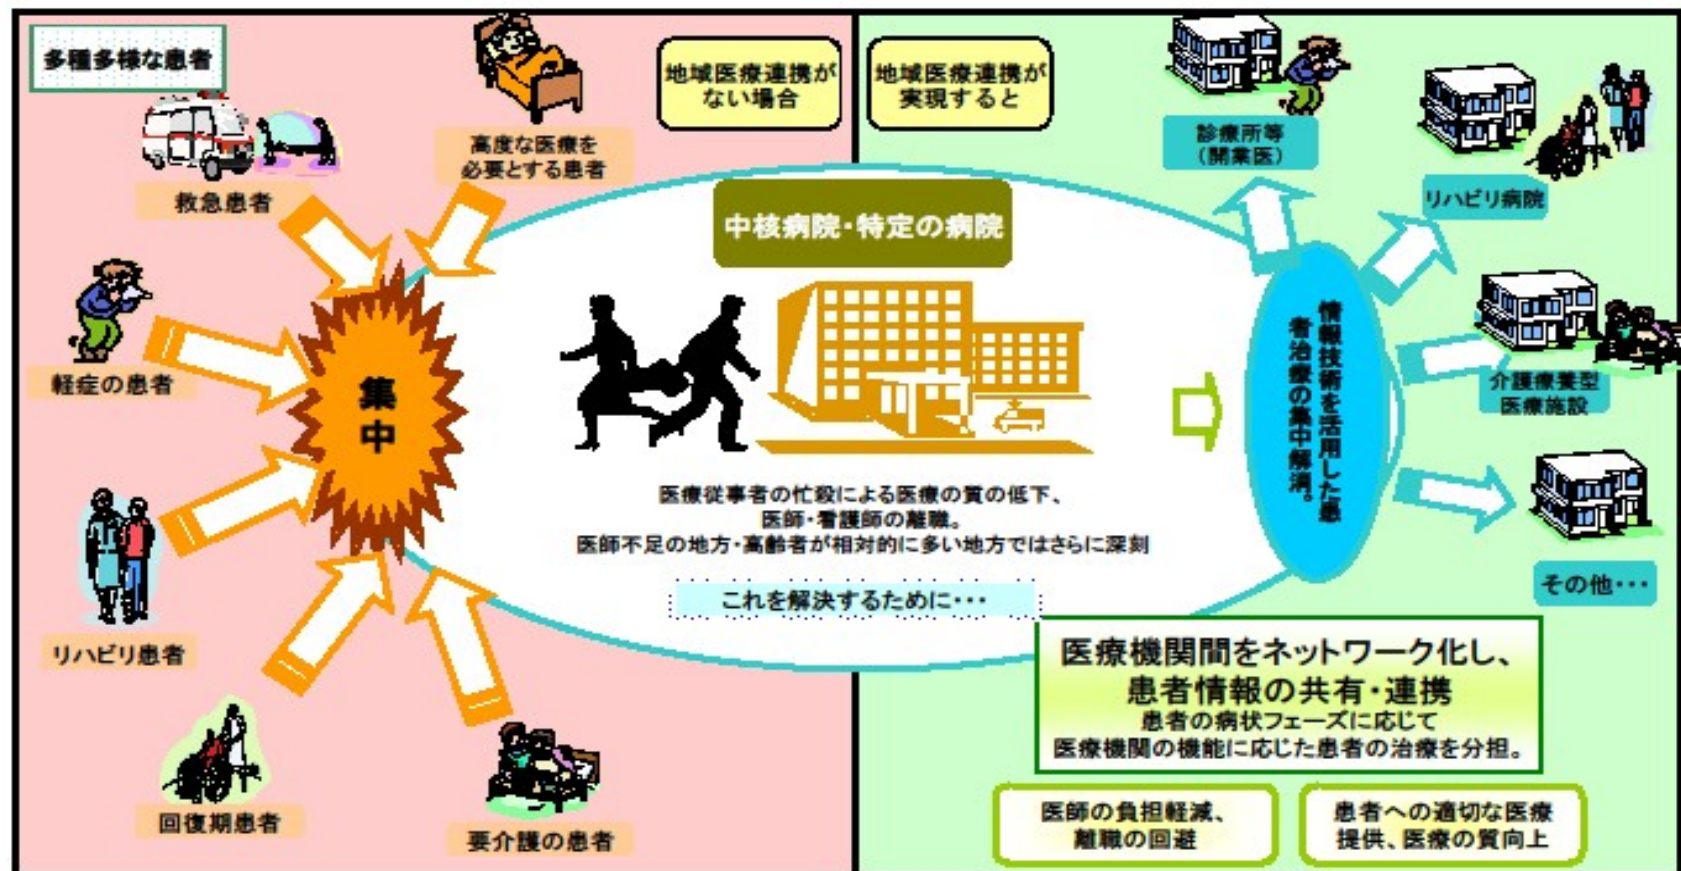 多種多様な患者
救急患者
高度な医療を
必要とする患者
軽症の患者
リハビリ患者
回復期患者
要介護の患者
集
中
地域医療連携が
ない場合
地域医療連携が
実現すると
中核病院・特定の病院
医療従事者の忙殺による医療の質の低下、
医師・看護師の離職。
医師不足の地方・高齢者が相対的に多い地方ではさらに深刻
これを解決するために・・・
情報技術を活用した患
者治療の集中解消。
診療所等
(開業医)
リハビリ病院
介護療養型
医療施設
その他・・・
医療機関間をネットワーク化し、
患者情報の共有・連携
患者の病状フェーズに応じて
医療機関の機能に応じた患者の治療を分担。
医師の負担軽減、
離職の回避
患者への適切な医療
提供、医療の質向上